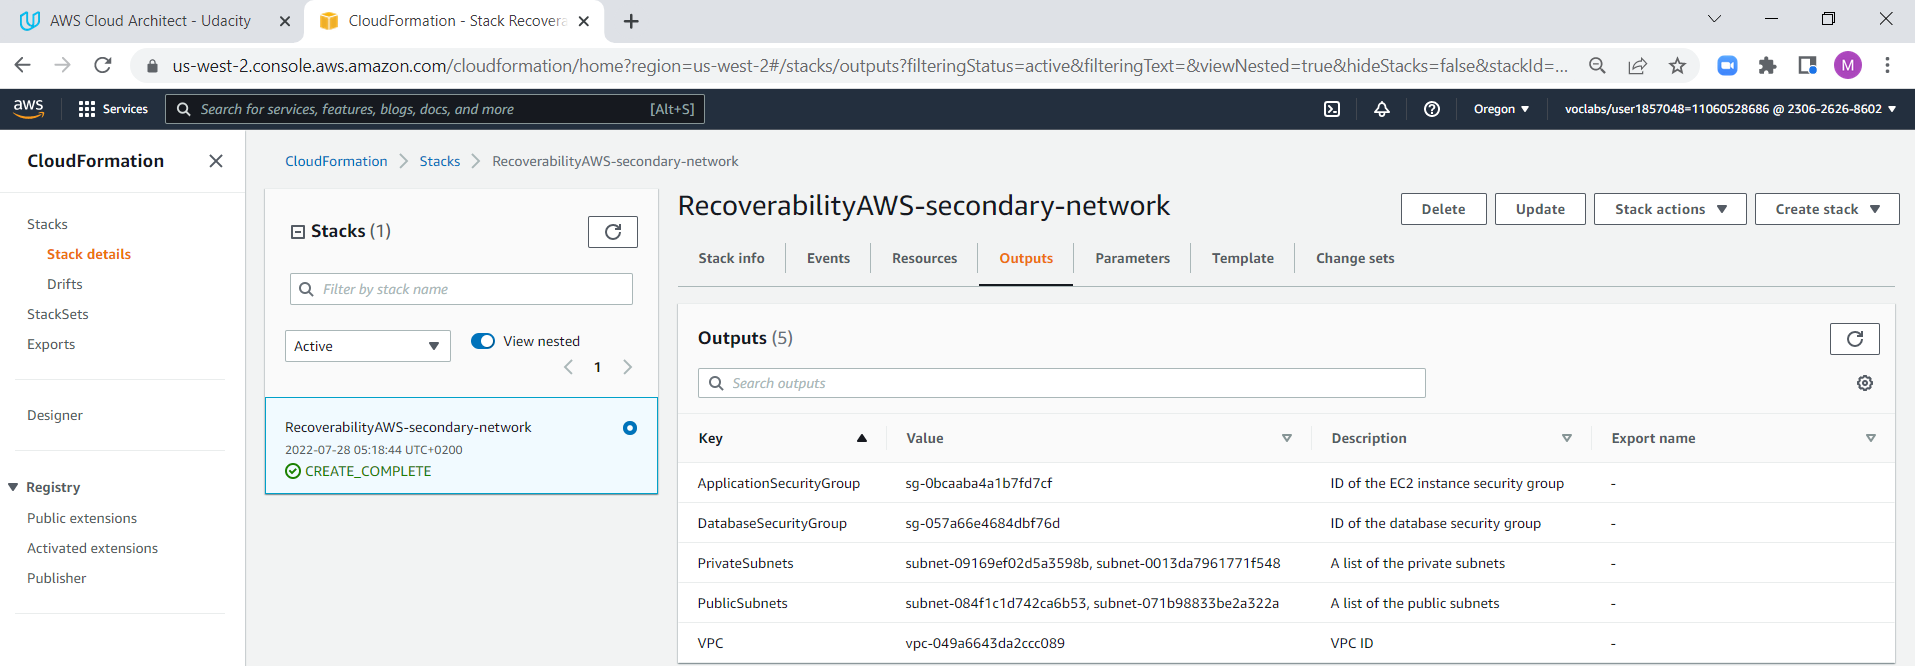 AWS Cloud Architect - Udacity
CloudFormation - Stack Recovera
us-west-2.console.aws.amazon.com/cloudformation/home?region=us-west-2#/stacks/outputs?filteringStatus=active&filteringText=&viewNested=true&hideStacks=false&stackId=...
M
aws
Services
Search for services, features, blogs, docs, and more
[Alt+S]
Oregon
voclabs/user1857048=11060528686 @ 2306-2626-8602
CloudFormation
Stacks
Stack details
Drifts
StackSets
Exports
Designer
Registry
Public extensions
Activated extensions
Publisher
CloudFormation
Stacks
RecoverabilityAWS-secondary-network
Stacks (1)
Filter by stack name
Active
View nested
1
RecoverabilityAWS-secondary-network
2022-07-28 05:18:44 UTC+0200
CREATE_COMPLETE
RecoverabilityAWS-secondary-network
Delete
Update
Stack actions
Create stack
Stack info
Events
Resources
Outputs
Parameters
Template
Change sets
Outputs (5)
Search outputs
Key Value Description Export name
ApplicationSecurityGroup sg-0bcaaba4a1b7fd7cf ID of the EC2 instance security group -
DatabaseSecurityGroup sg-057a66e4684dbf76d ID of the database security group -
PrivateSubnets subnet-09169ef02d5a3598b, subnet-0013da7961771f548 A list of the private subnets -
PublicSubnets subnet-084f1c1d742ca6b53, subnet-071b98833be2a322a A list of the public subnets -
VPC vpc-049a6643da2ccc089 VPC ID -